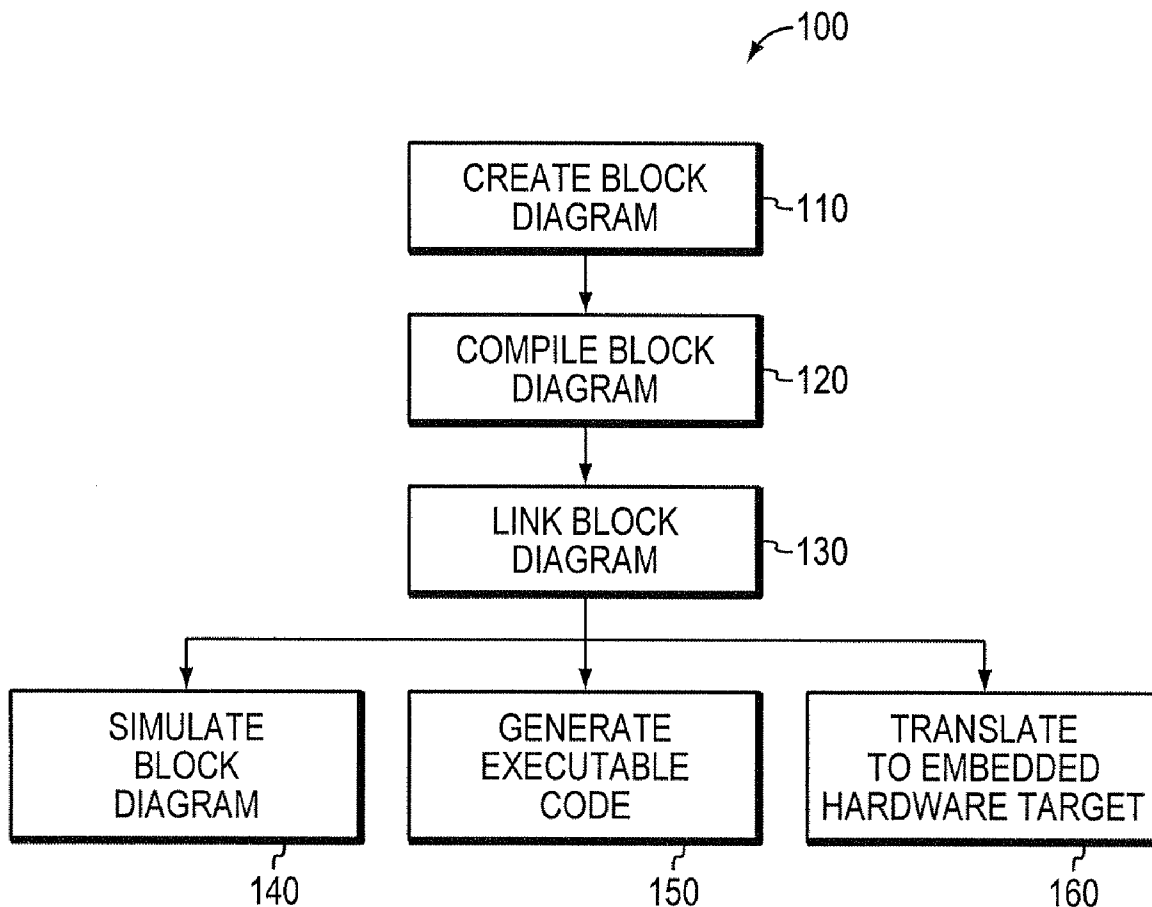 100
CREATE BLOCK
DIAGRAM
110
COMPILE BLOCK
DIAGRAM
120
LINK BLOCK
DIAGRAM
130
SIMULATE
BLOCK
DIAGRAM
140
GENERATE
EXECUTABLE
CODE
150
TRANSLATE
TO EMBEDDED
HARDWARE TARGET
160